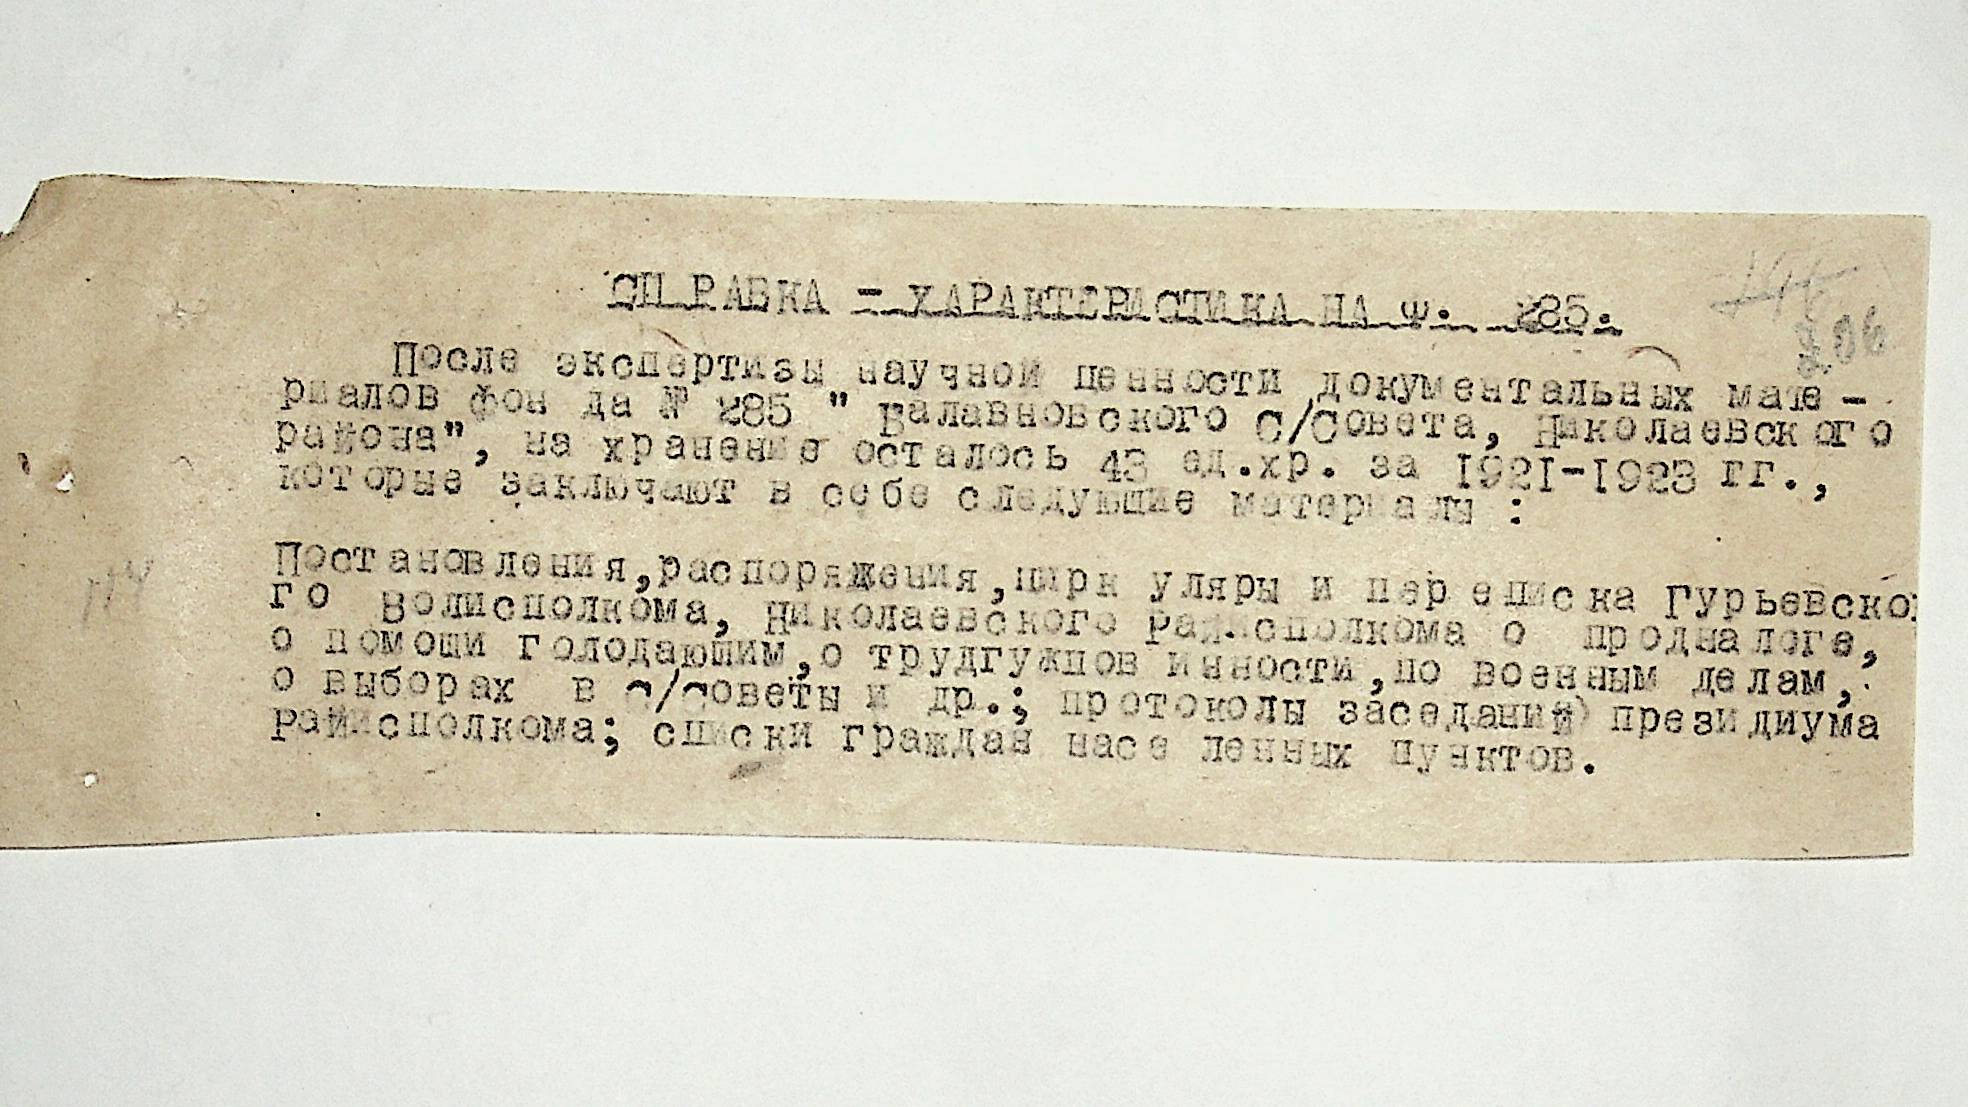 СПРАВКА - ХАРАКТЕРИСТИКА НА Ф. 285.
206
После экспертизы научной ценности документальных мате-
риалов фонда № 285 " Балавновского С/Совета, Николаевского
района", на хранение осталось 43 ед.хр. за 1921-1923 гг.,
которые заключают в себе следующие материалы :
Постановления,распоряжения,циркуляры и переписка Гурьевско
го Волисполкома, Николаевского Райисполкома о продналоге,
о помощи голодающим,о трудгужповинности,по военным делам,
о выборах в с/советы и др.; протоколы заседаний президиума
Райисполкома; списки граждан населенных пунктов.